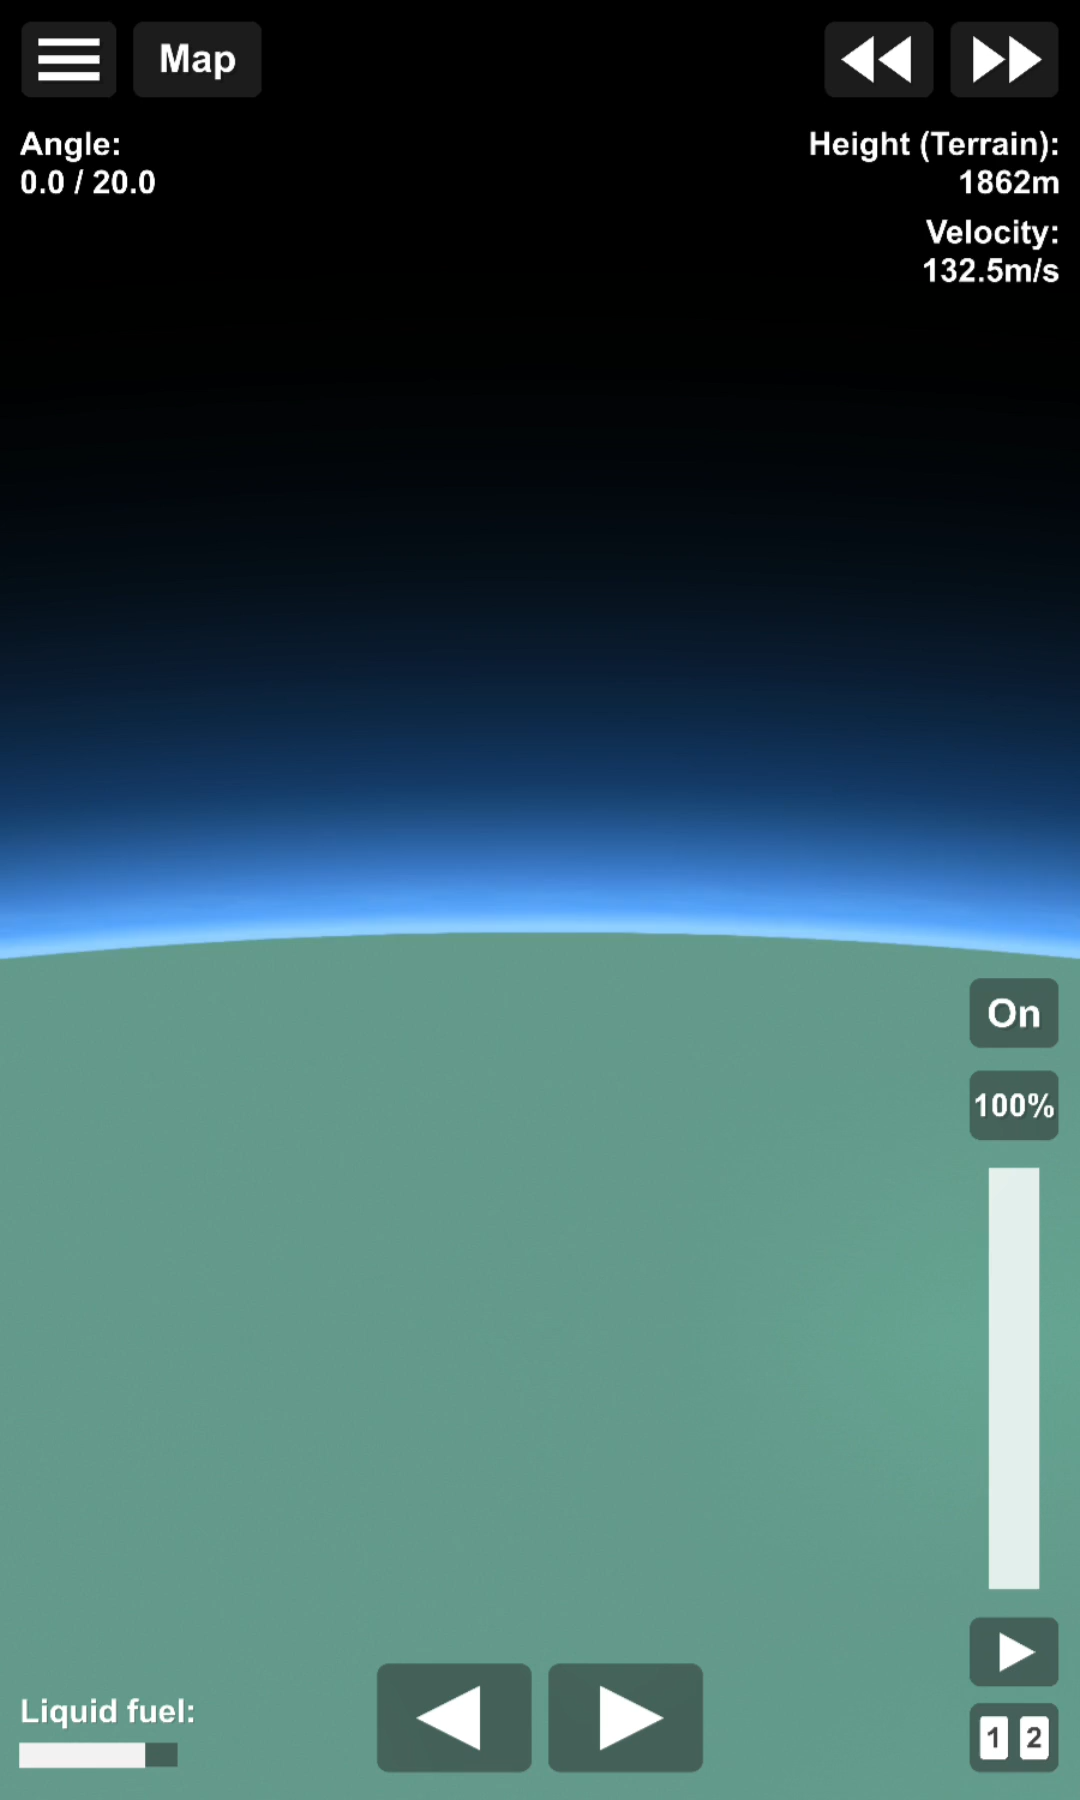 Map
Angle:
0.0 / 20.0
Height (Terrain):
1862m
Velocity:
132.5m/s
On
100%
Liquid fuel:
1 2